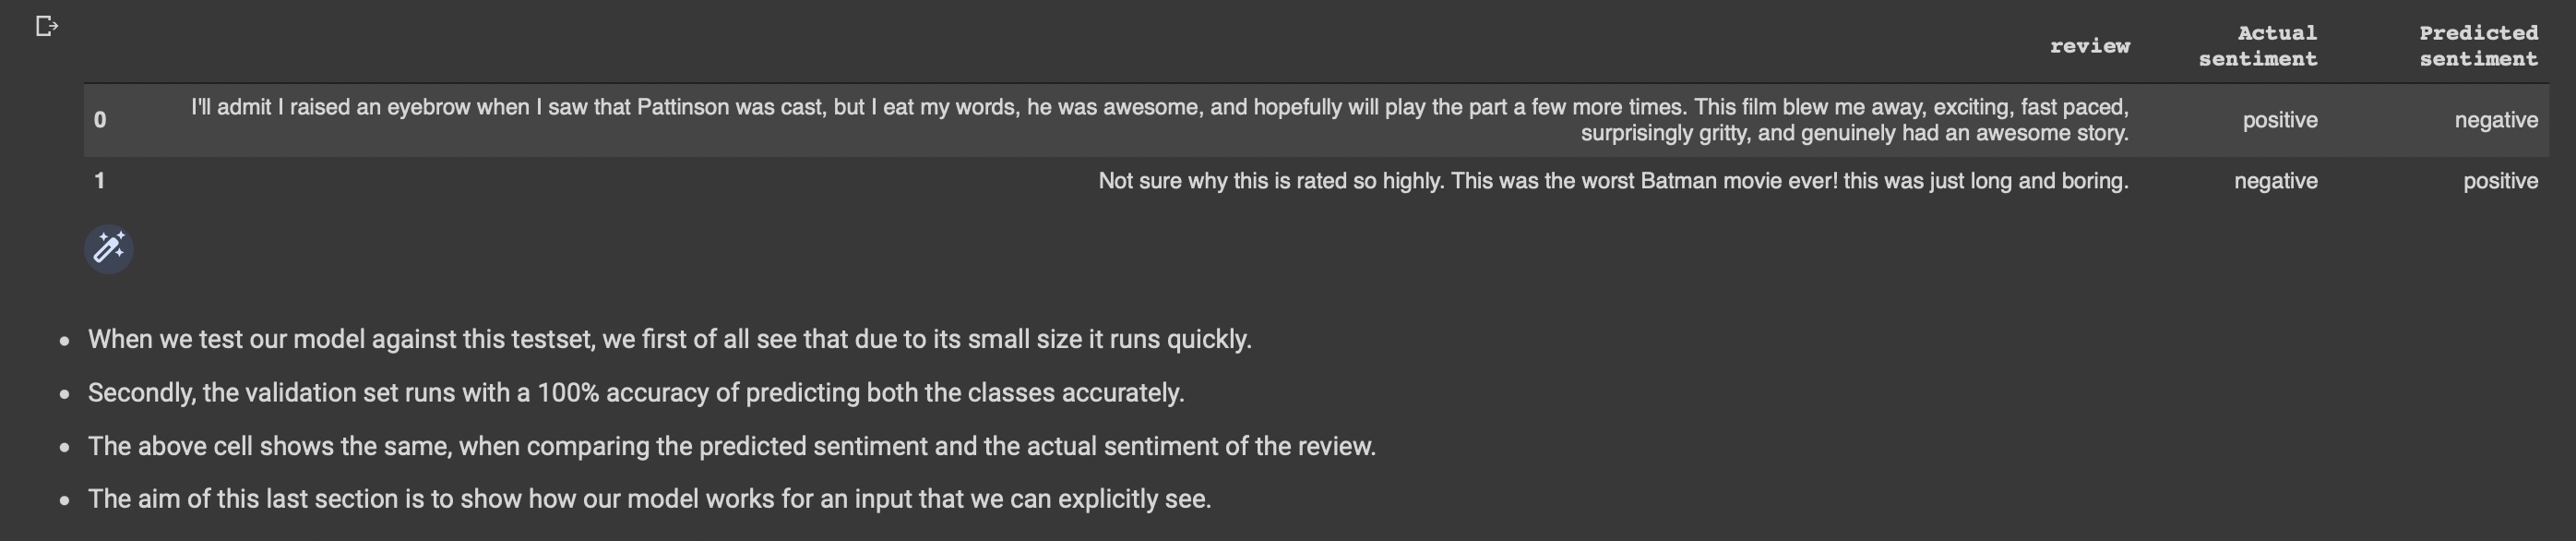 review Actual sentiment Predicted sentiment
0 I'll admit I raised an eyebrow when I saw that Pattinson was cast, but I eat my words, he was awesome, and hopefully will play the part a few more times. This film blew me away, exciting, fast paced,
surprisingly gritty, and genuinely had an awesome story. positive negative
1 Not sure why this is rated so highly. This was the worst Batman movie ever! this was just long and boring. negative positive
• When we test our model against this testset, we first of all see that due to its small size it runs quickly.
• Secondly, the validation set runs with a 100% accuracy of predicting both the classes accurately.
• The above cell shows the same, when comparing the predicted sentiment and the actual sentiment of the review.
• The aim of this last section is to show how our model works for an input that we can explicitly see.